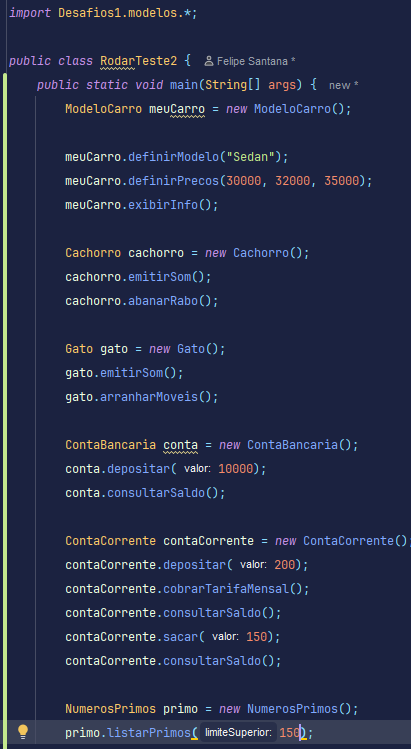 import Desafios1.modelos.*;
public class RodarTeste2 { Felipe Santana *
public static void main(String[] args) { new *
ModeloCarro meuCarro = new ModeloCarro();
meuCarro.definirModelo("Sedan");
meuCarro.definirPrecos(30000, 32000, 35000);
meuCarro.exibirInfo();
Cachorro cachorro = new Cachorro();
cachorro.emitirSom();
cachorro.abanarRabo();
Gato gato = new Gato();
gato.emitirSom();
gato.arranharMoveis();
ContaBancaria conta = new ContaBancaria();
conta.depositar( valor: 10000);
conta.consultarSaldo();
ContaCorrente contaCorrente = new ContaCorrente();
contaCorrente.depositar( valor: 200);
contaCorrente.cobrarTarifaMensal();
contaCorrente.consultarSaldo();
contaCorrente.sacar( valor: 150);
contaCorrente.consultarSaldo();
NumerosPrimos primo = new NumerosPrimos();
primo.listarPrimos( limiteSuperior: 150);